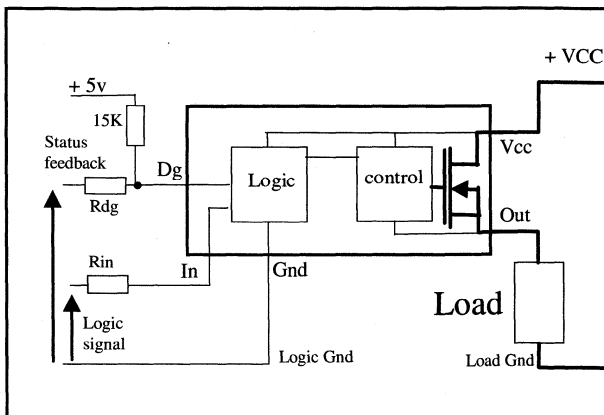 + VCC
+ 5v
15K
Status
feedback
Dg
Vcc
Logic
control
Rdg
Out
Rin
In
Gnd
Load
Logic
signal
Logic Gnd
Load Gnd